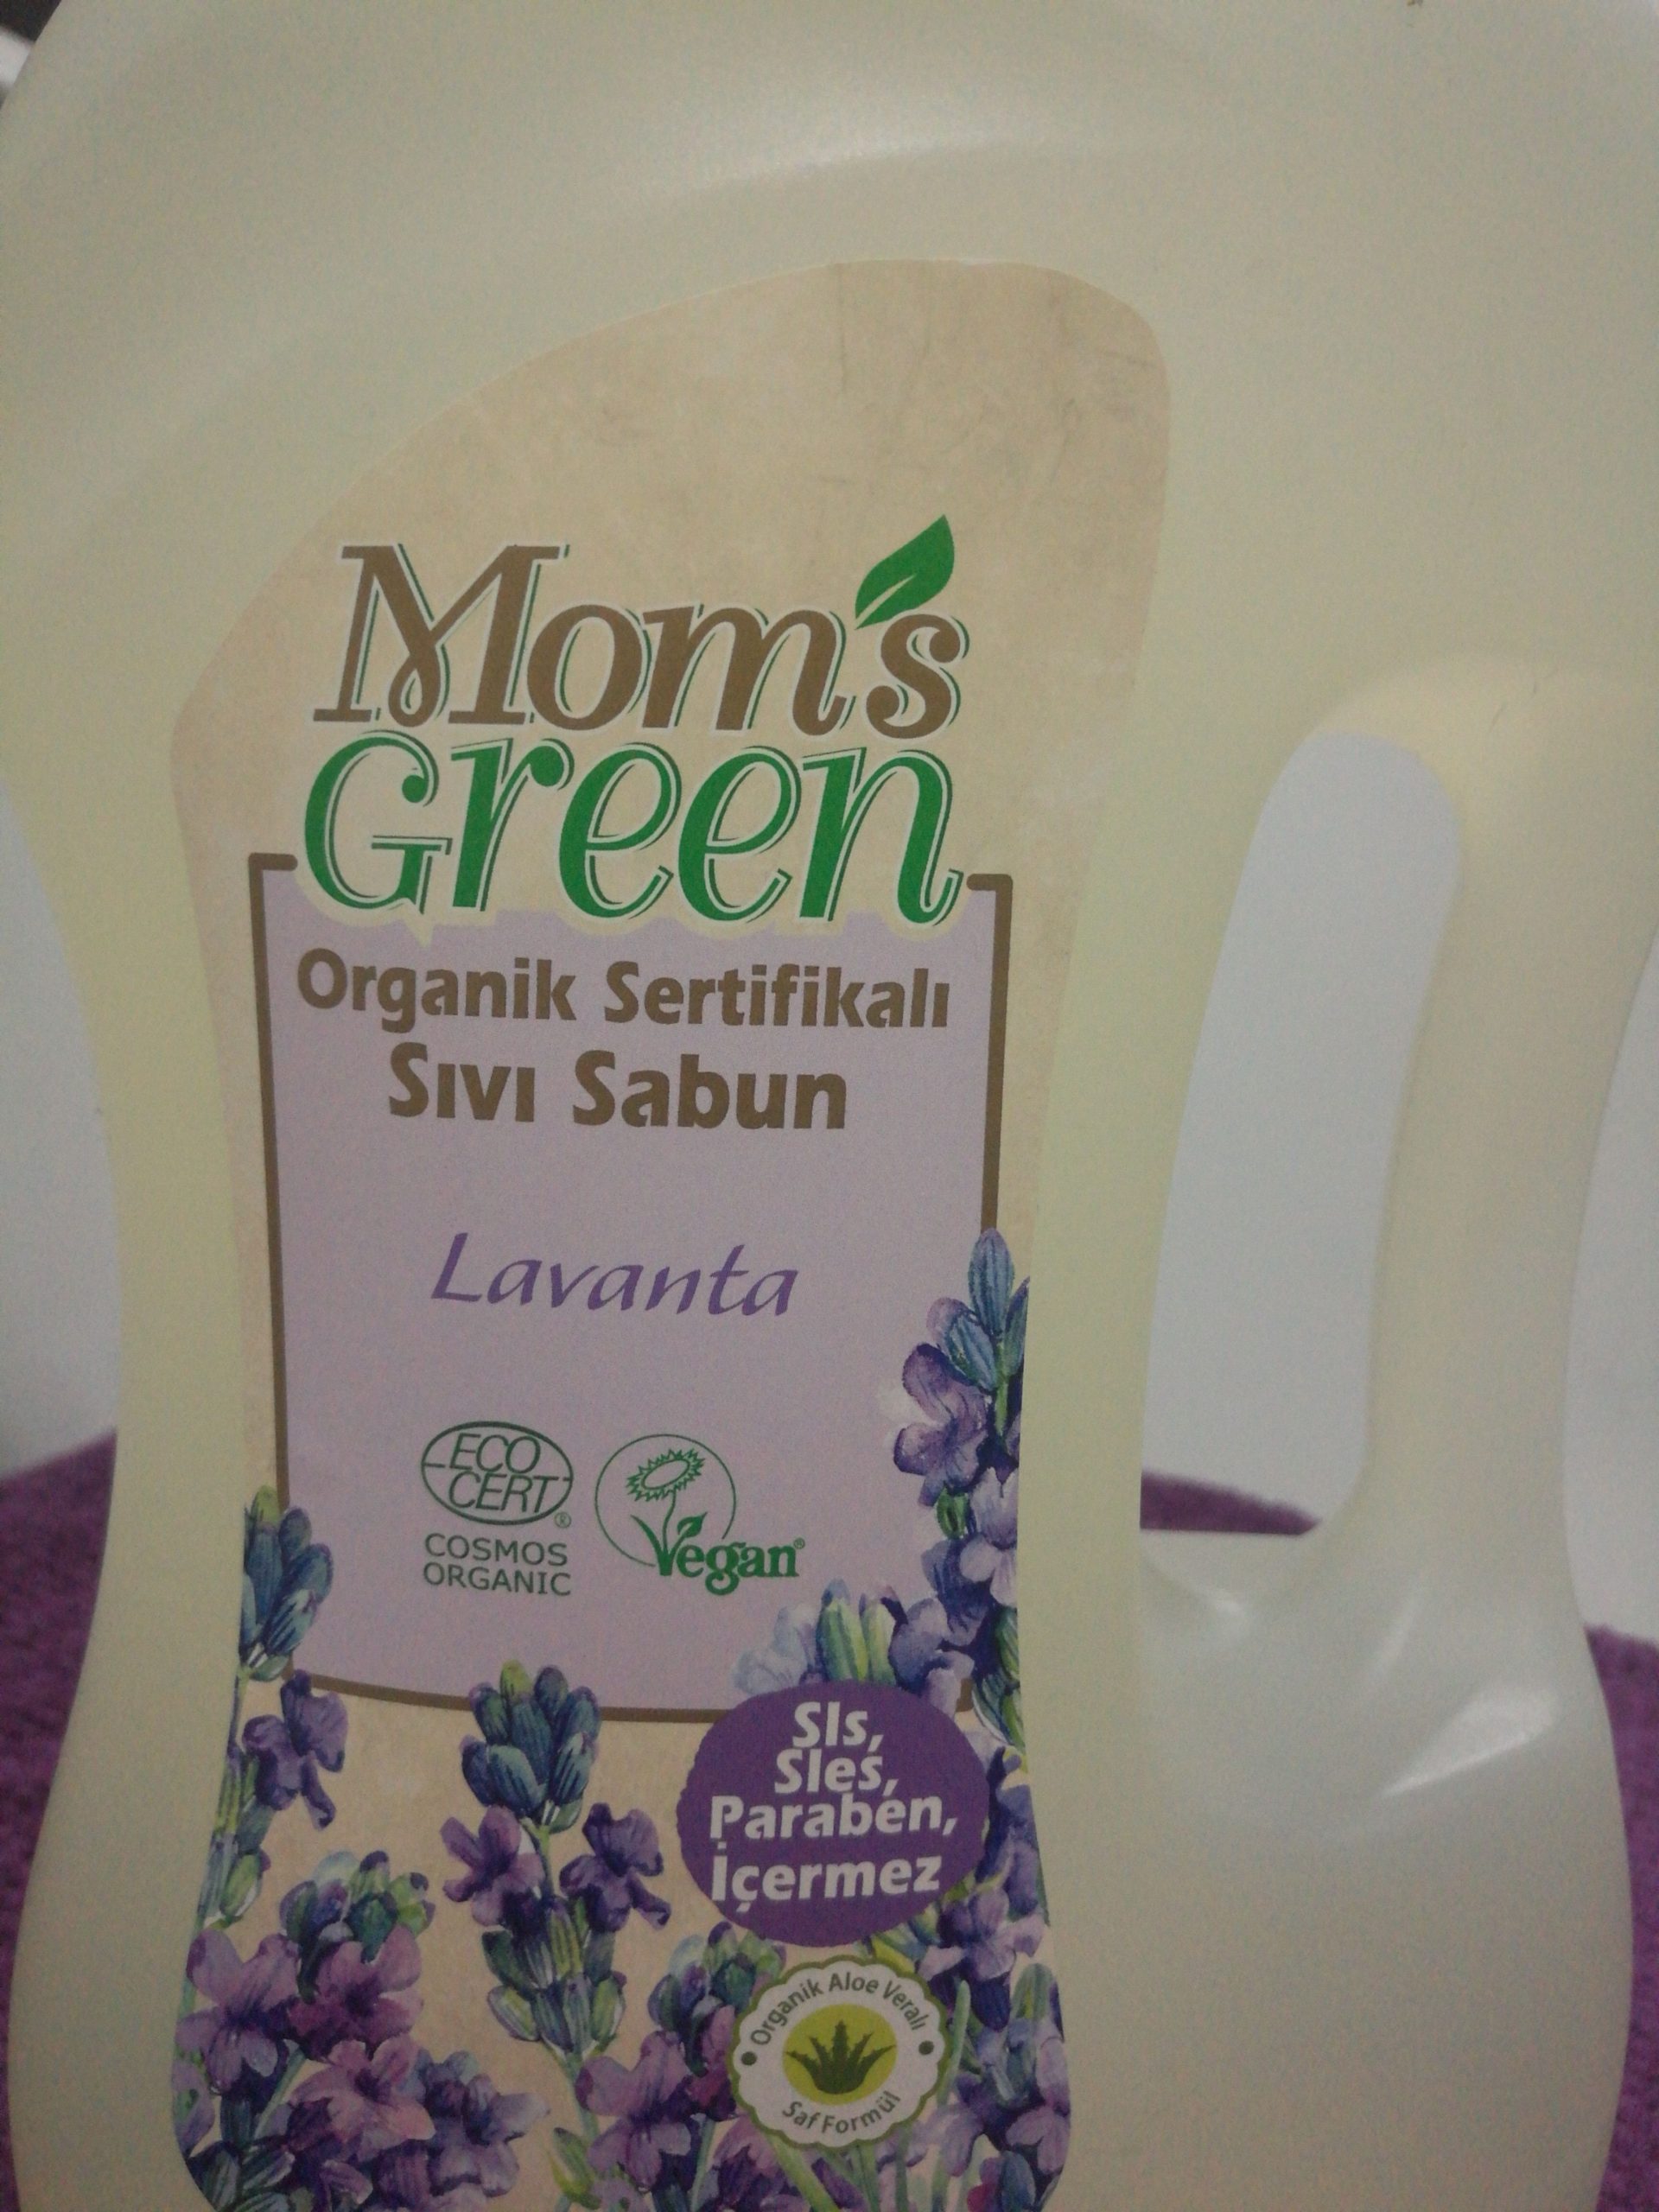 Mom's
Green
Organik Sertifikalı
Sıvı Sabun
Lavanta
ECO
CERT®
COSMOS
ORGANIC
Vegan®
Sls,
Sles,
Paraben,
İçermez
Organik Aloe Veralı
Saf Formül